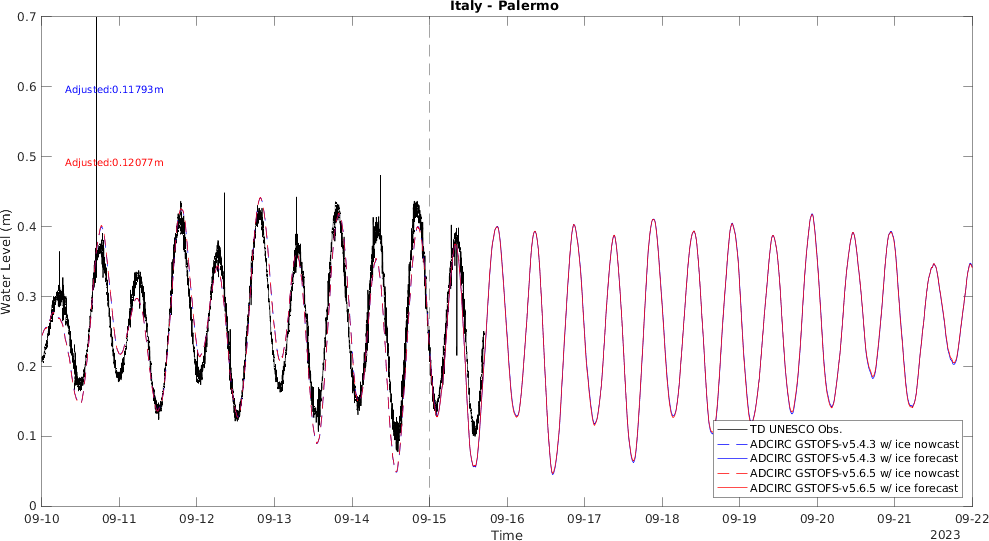 Italy - Palermo
0.7
0.6
0.5
0.4
0.3
0.2
0.1
0
Water Level (m)
Adjusted:0.11793m
Adjusted:0.12077m
TD UNESCO Obs.
ADCIRC GSTOFS-v5.4.3 w/ ice nowcast
ADCIRC GSTOFS-v5.4.3 w/ ice forecast
ADCIRC GSTOFS-v5.6.5 w/ ice nowcast
ADCIRC GSTOFS-v5.6.5 w/ ice forecast
09-10 09-11 09-12 09-13 09-14 09-15 09-16 09-17 09-18 09-19 09-20 09-21 09-22
Time
2023